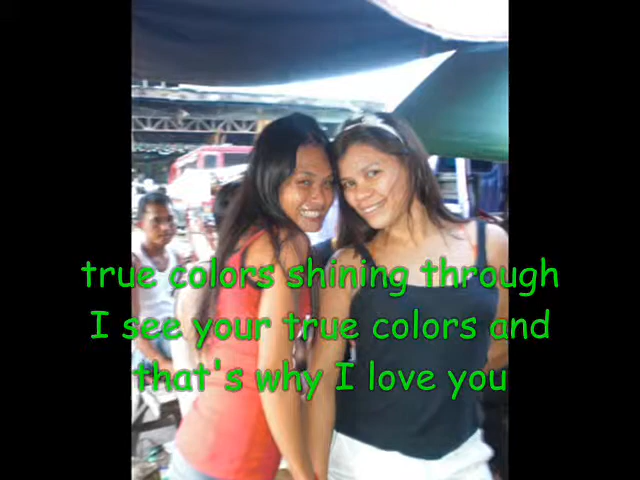 true colors shining through
I see your true colors and
that's why I love you